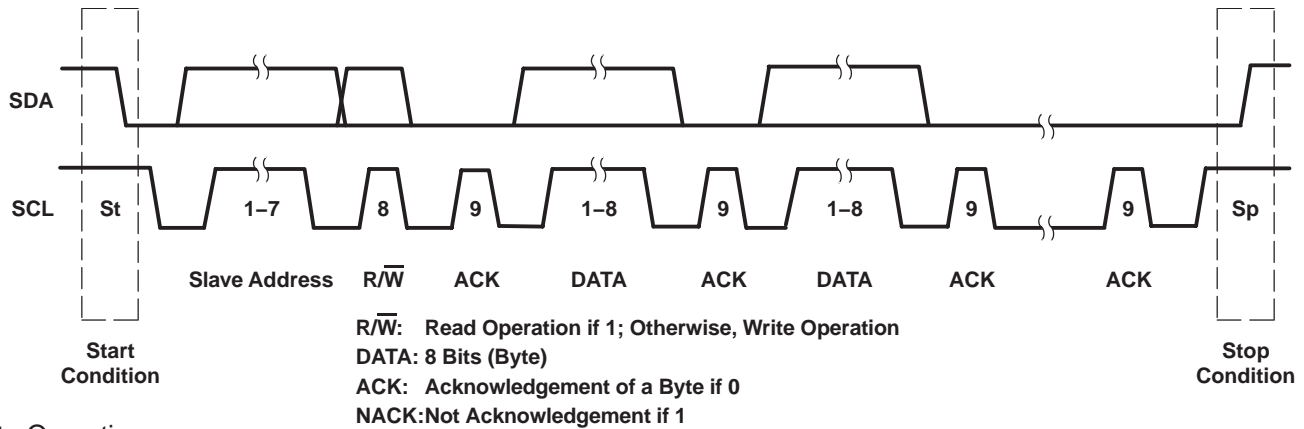 SDA
SCL St 1–7 8 9 1–8 9 1–8 9 9 Sp
Slave Address R/W̅ ACK DATA ACK DATA ACK ACK
R/W̅: Read Operation if 1; Otherwise, Write Operation
DATA: 8 Bits (Byte)
ACK: Acknowledgement of a Byte if 0
NACK:Not Acknowledgement if 1
Start
Condition
Stop
Condition